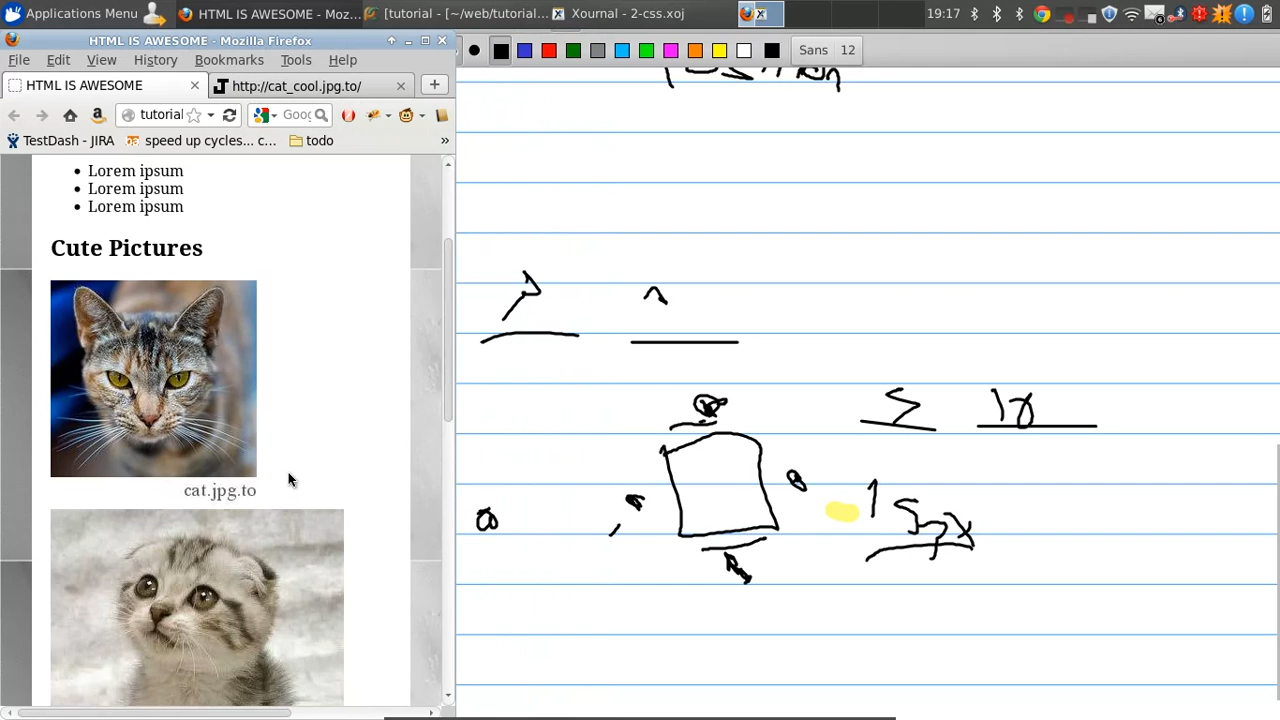 Applications Menu
HTML IS AWESOME - Moz...
[tutorial - [~/web/tutorial...
Xournal - 2-css.xoj
19:17
HTML IS AWESOME - Mozilla Firefox
File Edit View History Bookmarks Tools Help
HTML IS AWESOME
http://cat_cool.jpg.to/
tutorial
Goo
TestDash - JIRA
speed up cycles... c...
todo
»
Sans 12
• Lorem ipsum
• Lorem ipsum
• Lorem ipsum
Cute Pictures
cat.jpg.to
15px